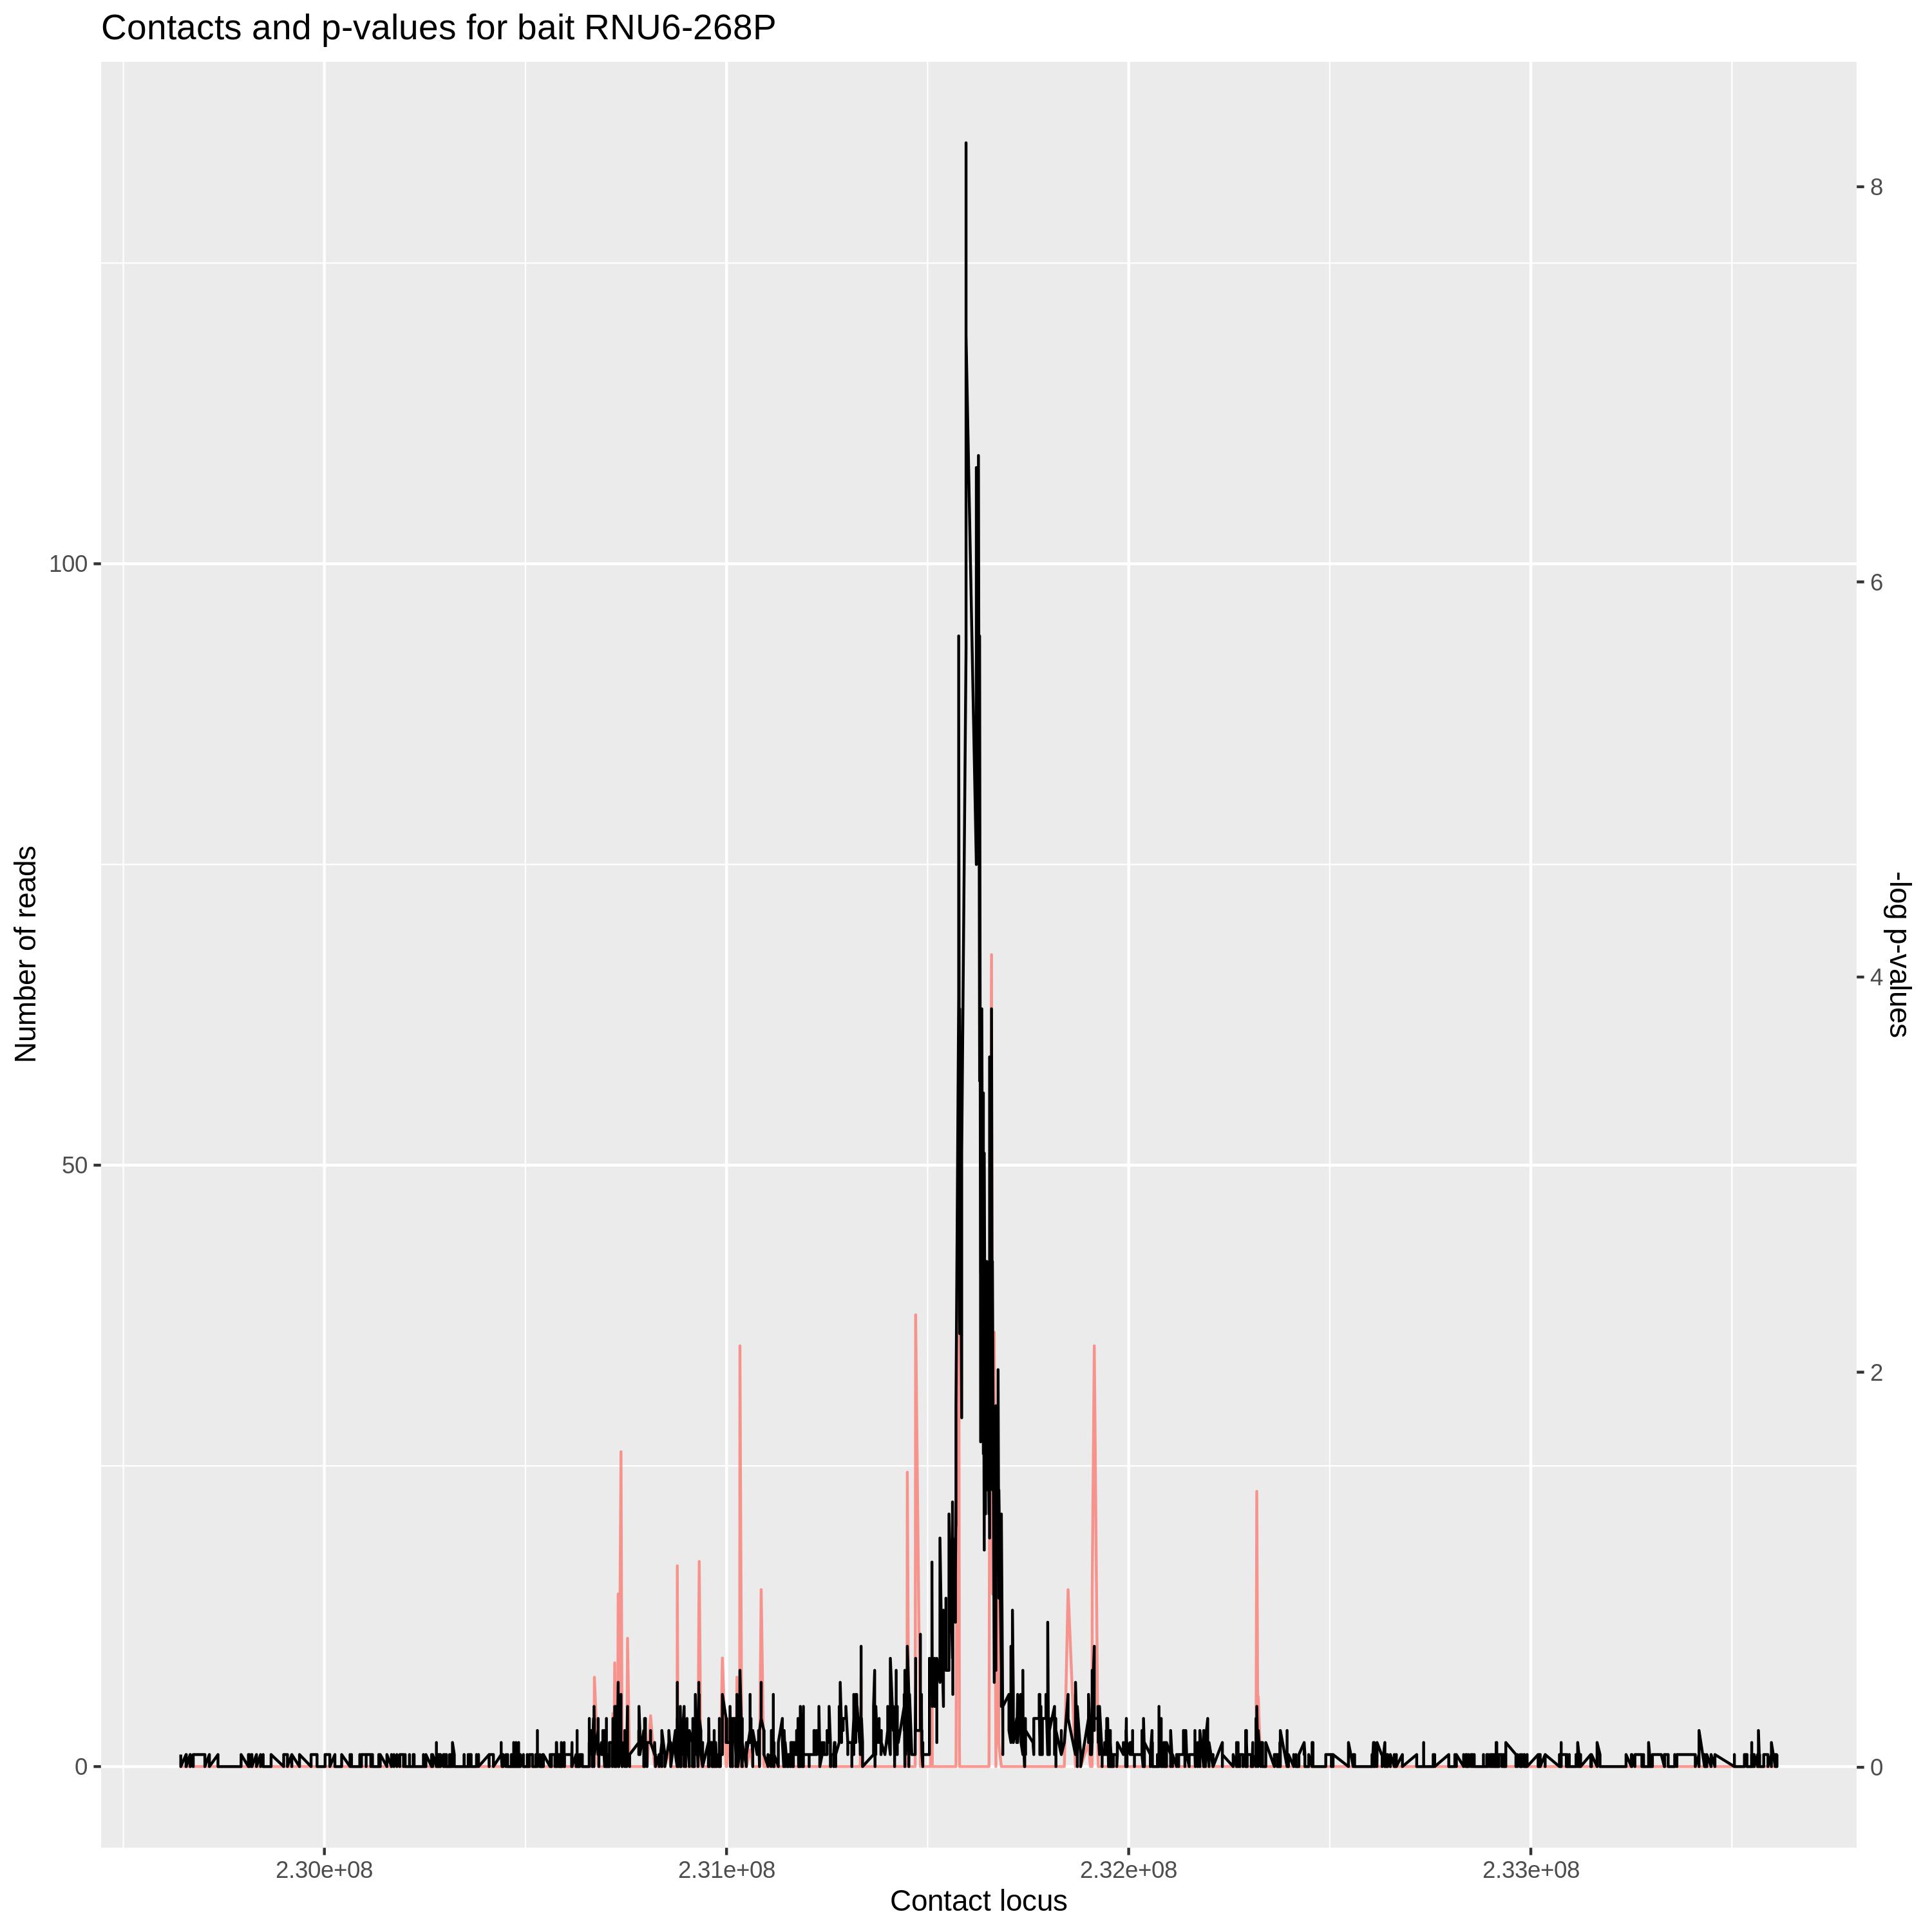 Contacts and p-values for bait RNU6-268P
Number of reads
100
50
0
8
6
4
2
0
-log p-values
2.30e+08 2.31e+08 2.32e+08 2.33e+08
Contact locus